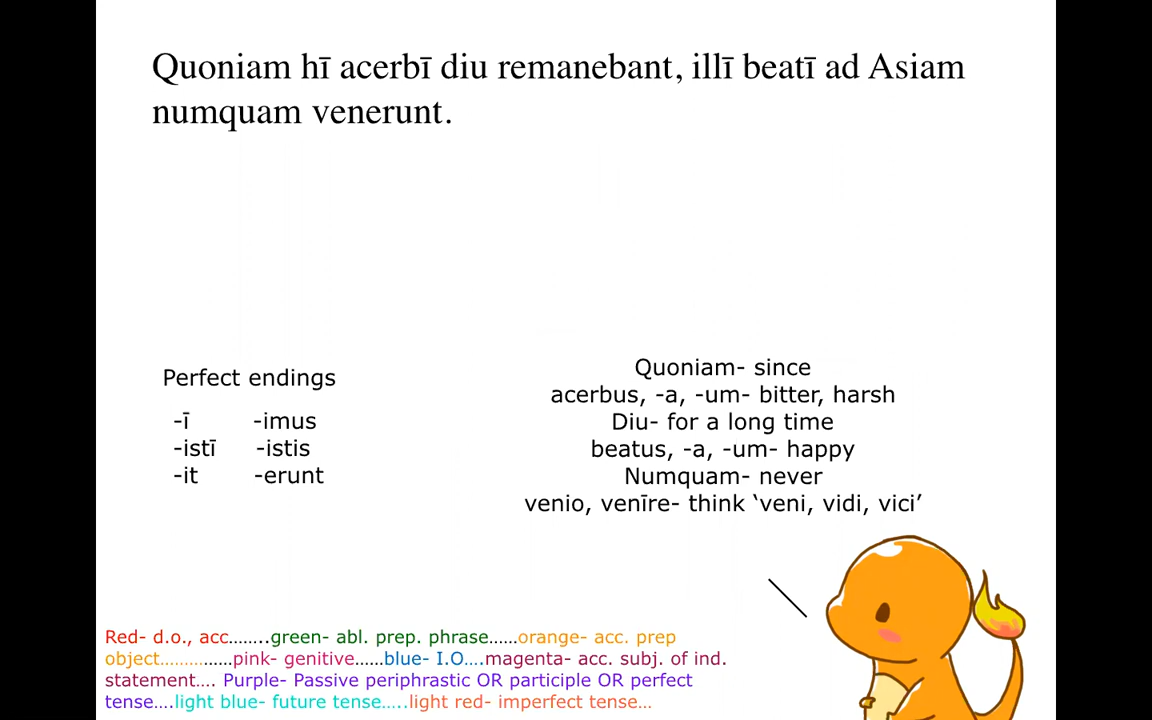 Quoniam hī acerbī diu remanebant, illī beatī ad Asiam
numquam venerunt.
Perfect endings
-ī -imus
-istī -istis
-it -erunt
Quoniam- since
acerbus, -a, -um- bitter, harsh
Diu- for a long time
beatus, -a, -um- happy
Numquam- never
venio, venīre- think ‘veni, vidi, vici’
Red- d.o., acc……..green- abl. prep. phrase……orange- acc. prep
object……………..pink- genitive……blue- I.O….magenta- acc. subj. of ind.
statement…. Purple- Passive periphrastic OR participle OR perfect
tense….light blue- future tense…..light red- imperfect tense…